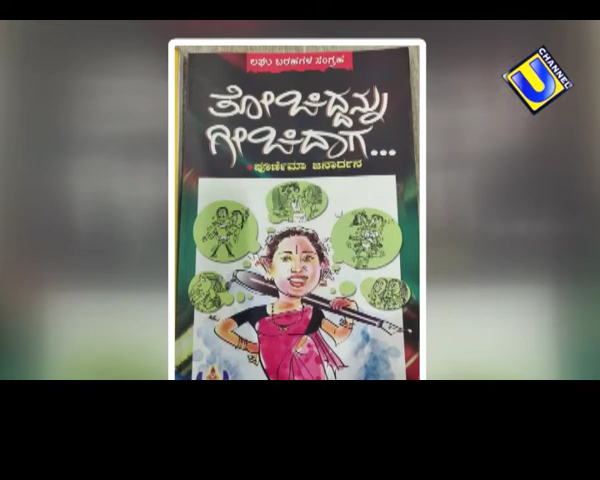 ಲಘು ಬರಹಗಳ ಸಂಗ್ರಹ
ತೋಚಿದ್ದನ್ನು
ಗೀಚಿದಾಗ...
ಪೂರ್ಣಿಮಾ ಜನಾರ್ದನ
U
CHANNEL